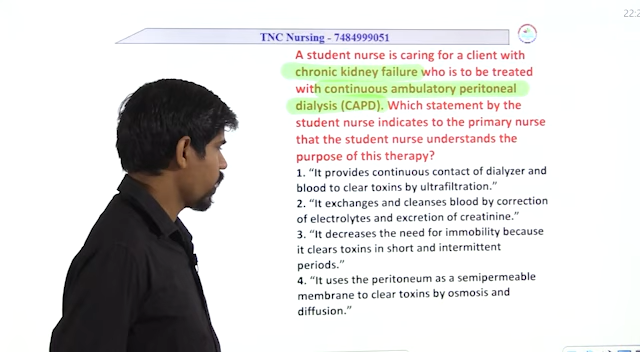 22:2
TNC Nursing - 7484999051
A student nurse is caring for a client with
chronic kidney failure who is to be treated
with continuous ambulatory peritoneal
dialysis (CAPD). Which statement by the
student nurse indicates to the primary nurse
that the student nurse understands the
purpose of this therapy?
1. “It provides continuous contact of dialyzer and
blood to clear toxins by ultrafiltration.”
2. “It exchanges and cleanses blood by correction
of electrolytes and excretion of creatinine.”
3. “It decreases the need for immobility because
it clears toxins in short and intermittent
periods.”
4. “It uses the peritoneum as a semipermeable
membrane to clear toxins by osmosis and
diffusion.”